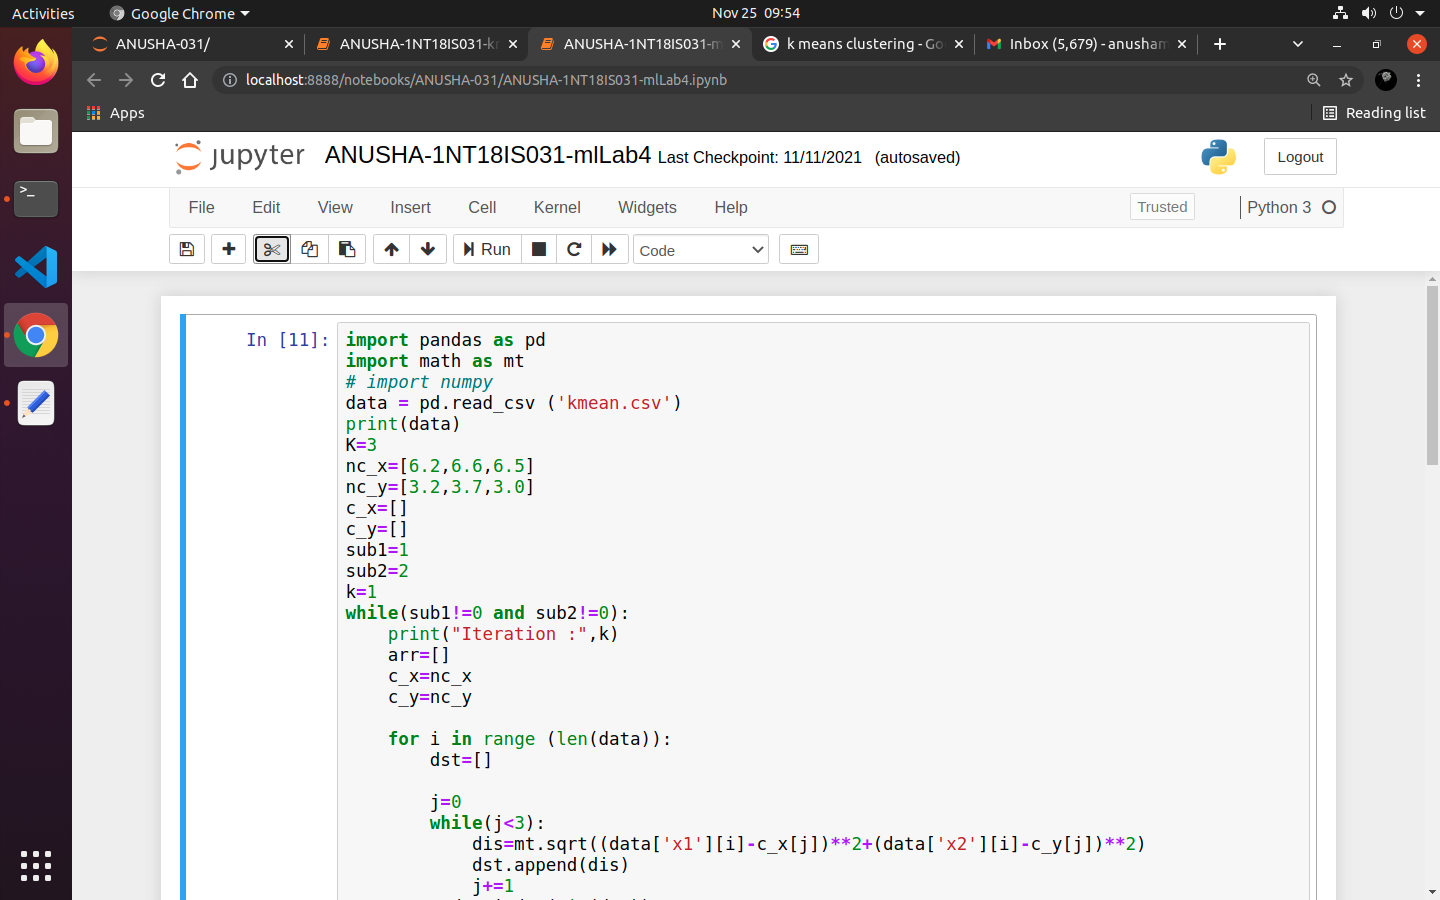 Activities
Google Chrome
Nov 25 09:54
ANUSHA-031/
ANUSHA-1NT18IS031-kn
ANUSHA-1NT18IS031-m
k means clustering - Go
Inbox (5,679) - anusham
localhost:8888/notebooks/ANUSHA-031/ANUSHA-1NT18IS031-mlLab4.ipynb
Apps
Reading list
jupyter
ANUSHA-1NT18IS031-mlLab4 Last Checkpoint: 11/11/2021 (autosaved)
Logout
File Edit View Insert Cell Kernel Widgets Help
Trusted
Python 3
Run
Code
In [11]:
import pandas as pd
import math as mt
# import numpy
data = pd.read_csv ('kmean.csv')
print(data)
K=3
nc_x=[6.2,6.6,6.5]
nc_y=[3.2,3.7,3.0]
c_x=[]
c_y=[]
sub1=1
sub2=2
k=1
while(sub1!=0 and sub2!=0):
    print("Iteration :",k)
    arr=[]
    c_x=nc_x
    c_y=nc_y
    for i in range (len(data)):
        dst=[]
        j=0
        while(j<3):
            dis=mt.sqrt((data['x1'][i]-c_x[j])**2+(data['x2'][i]-c_y[j])**2)
            dst.append(dis)
            j+=1